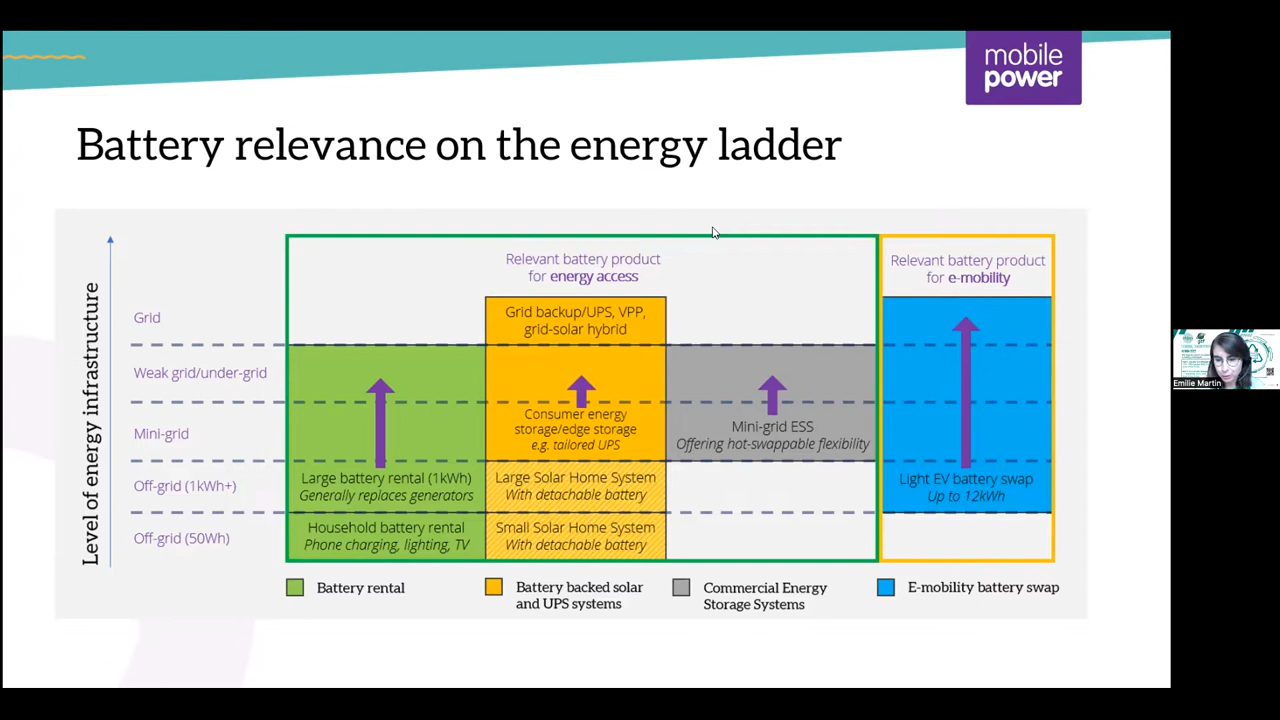 mobile
power
Battery relevance on the energy ladder
Level of energy infrastructure
Grid
Weak grid/under-grid
Mini-grid
Off-grid (1kWh+)
Off-grid (50Wh)
Relevant battery product
for energy access
Relevant battery product
for e-mobility
Grid backup/UPS, VPP,
grid-solar hybrid
Consumer energy
storage/edge storage
e.g. tailored UPS
Mini-grid ESS
Offering hot-swappable flexibility
Large battery rental (1kWh)
Generally replaces generators
Large Solar Home System
With detachable battery
Light EV battery swap
Up to 12kWh
Household battery rental
Phone charging, lighting, TV
Small Solar Home System
With detachable battery
Battery rental
Battery backed solar
and UPS systems
Commercial Energy
Storage Systems
E-mobility battery swap
Emilie Martin